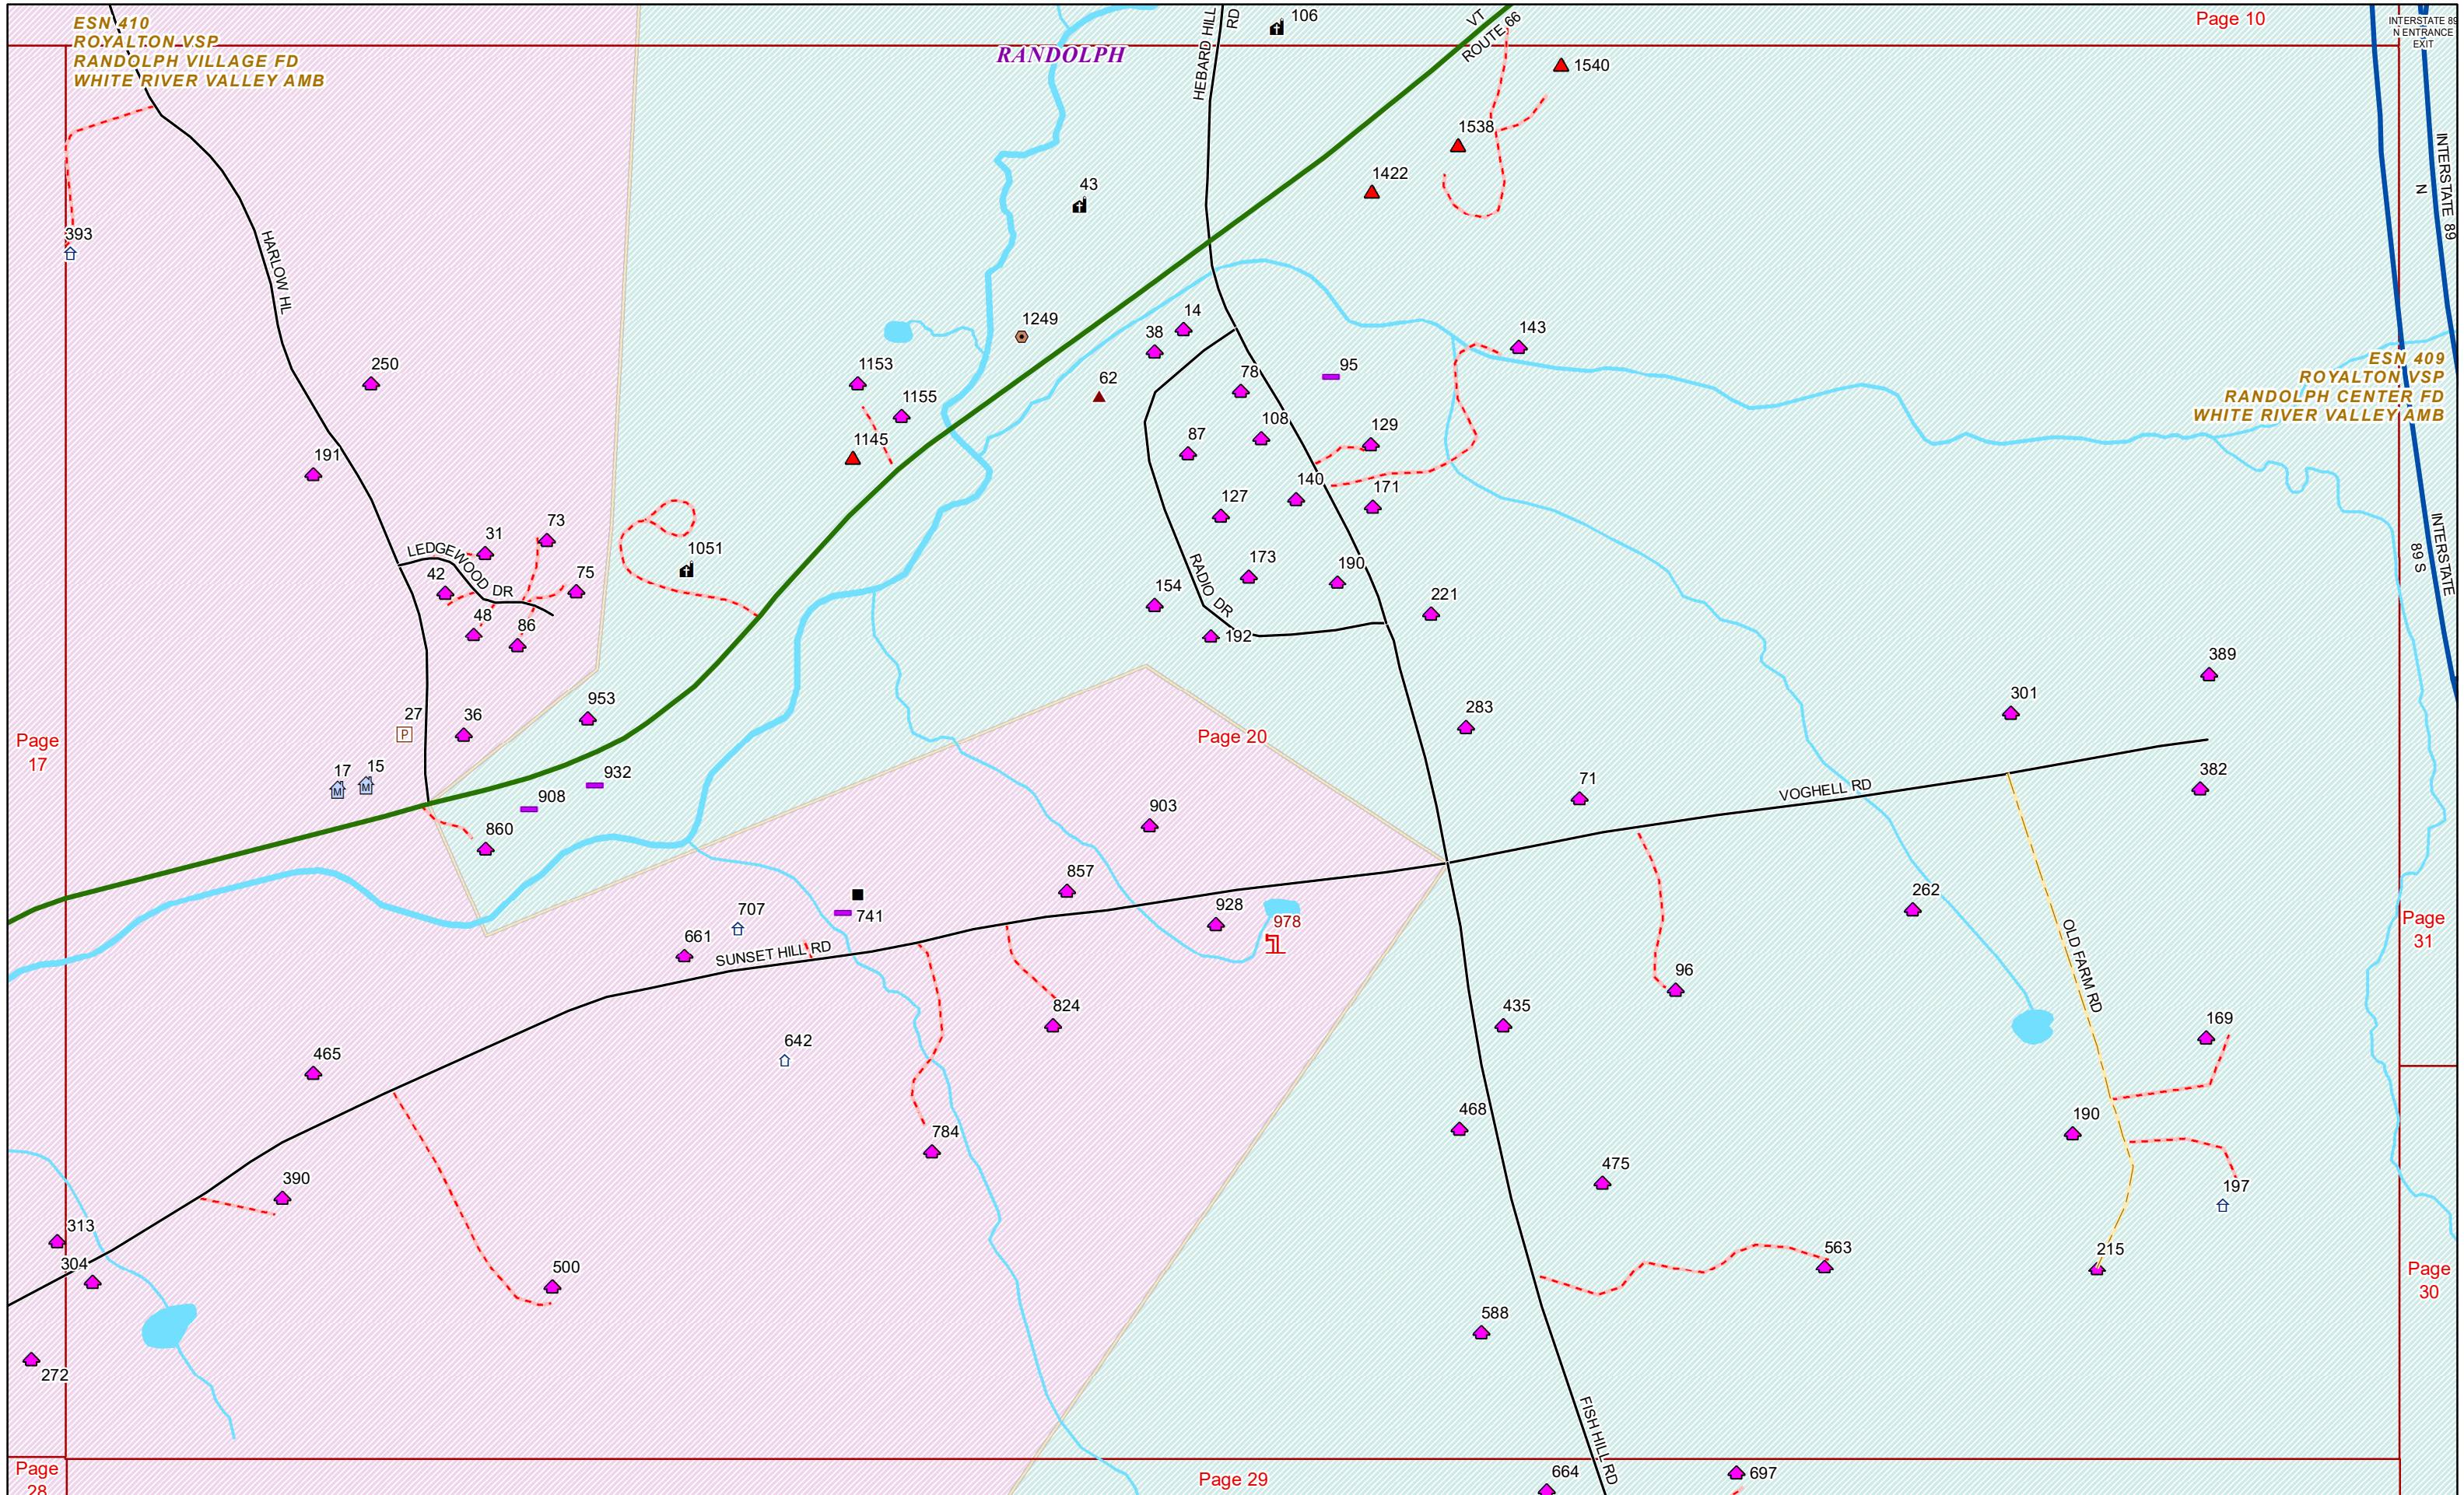 ESN 410
ROYALTON VSP
RANDOLPH VILLAGE FD
WHITE RIVER VALLEY AMB
RANDOLPH
HEBARD HILL
RD
106
VT
ROUTE 66
Page 10
INTERSTATE 89
N ENTRANCE
EXIT
1540
1538
1422
43
393
HARLOW HL
INTERSTATE 89
N
1249
14
38
143
250
1153
1155
62
78
95
ESN 409
ROYALTON VSP
RANDOLPH CENTER FD
WHITE RIVER VALLEY AMB
191
1145
87
108
129
140
171
127
31
73
1051
LEDGEWOOD DR
42
75
48
86
RADIO DR
173
190
154
192
221
INTERSTATE
89 S
389
301
953
27
36
283
Page
17
Page 20
17
15
932
908
71
VOGHELL RD
382
860
903
857
928
978
707
741
661
SUNSET HILL RD
262
Page
31
OLD FARM RD
96
824
435
169
642
465
468
190
784
475
390
197
313
304
500
563
215
Page
30
588
272
FISH HILL RD
Page
28
Page 29
664
697